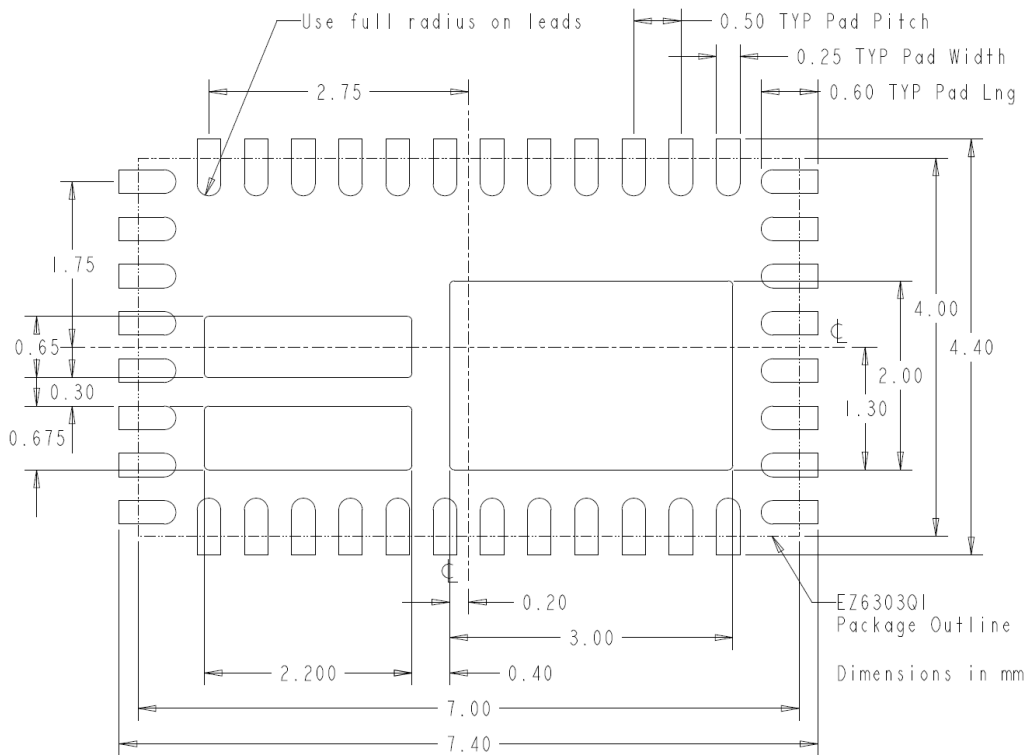 Use full radius on leads
0.50 TYP Pad Pitch
0.25 TYP Pad Width
2.75
0.60 TYP Pad Lng
1.75
4.00
0.65
4.40
2.00
0.30
1.30
0.675
0.20
EZ6303QI
Package Outline
3.00
2.200
0.40
Dimensions in mm
7.00
7.40